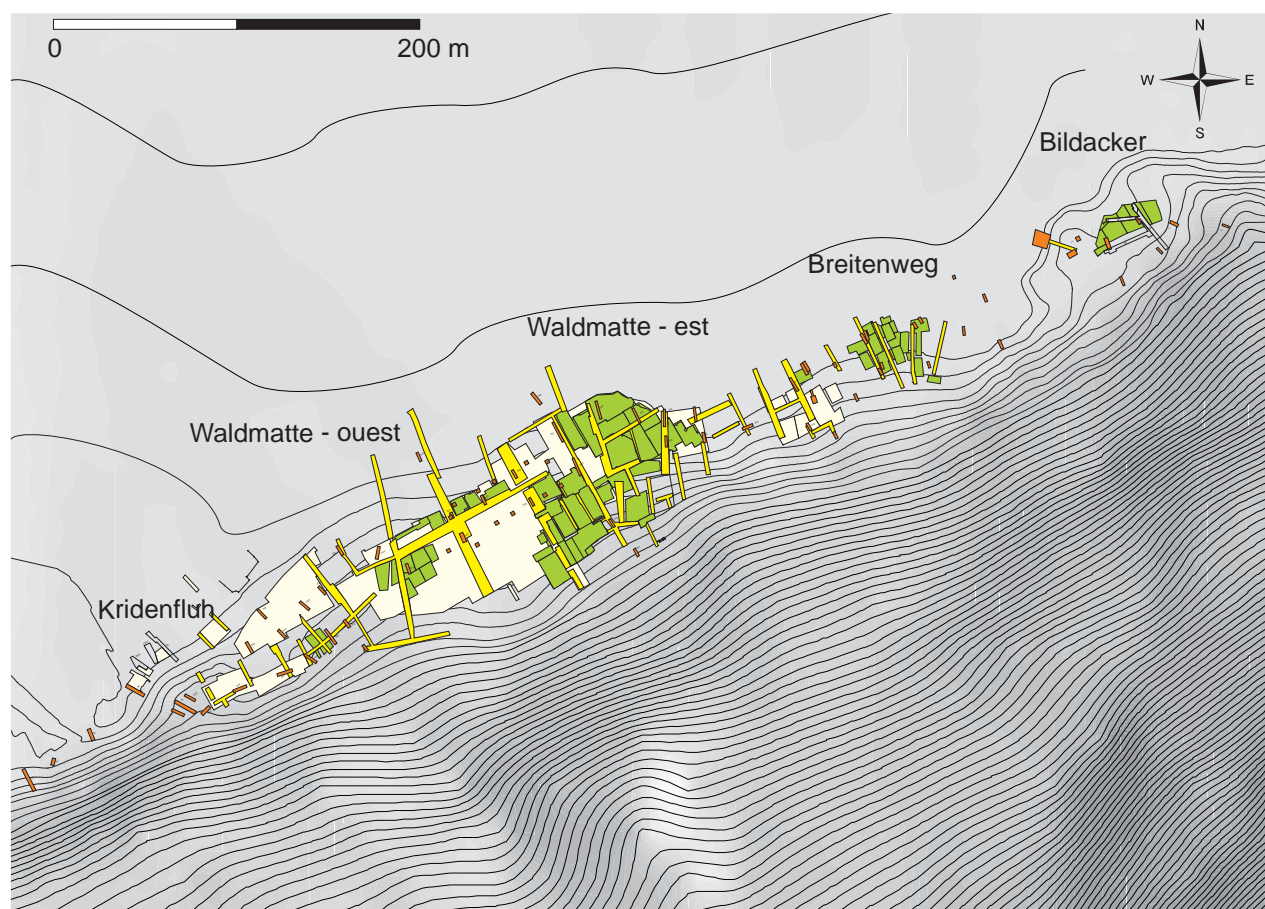 0 200 m
N
W E
S
Bildacker
Breitenweg
Waldmatte - est
Waldmatte - ouest
Kridenfluh